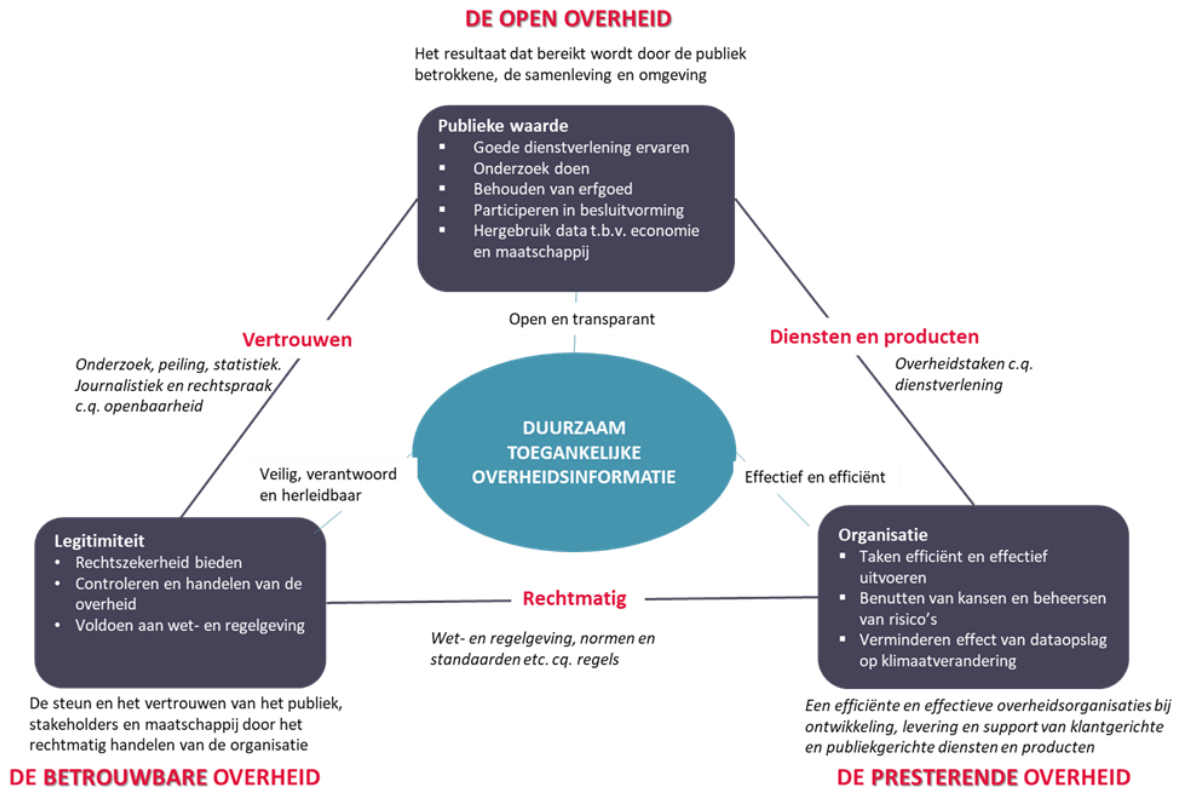 DE OPEN OVERHEID
Het resultaat dat bereikt wordt door de publiek
betrokkene, de samenleving en omgeving
Publieke waarde
▪ Goede dienstverlening ervaren
▪ Onderzoek doen
▪ Behouden van erfgoed
▪ Participeren in besluitvorming
▪ Hergebruik data t.b.v. economie
en maatschappij
Open en transparant
Vertrouwen
Onderzoek, peiling, statistiek.
Journalistiek en rechtspraak
c.q. openbaarheid
Diensten en producten
Overheidstaken c.q.
dienstverlening
DUURZAAM
TOEGANKELIJKE
OVERHEIDSINFORMATIE
Veilig, verantwoord
en herleidbaar
Effectief en efficiënt
Legitimiteit
• Rechtszekerheid bieden
• Controleren en handelen van de
overheid
• Voldoen aan wet- en regelgeving
Organisatie
▪ Taken efficiënt en effectief
uitvoeren
▪ Benutten van kansen en beheersen
van risico’s
▪ Verminderen effect van dataopslag
op klimaatverandering
Rechtmatig
Wet- en regelgeving, normen en
standaarden etc. cq. regels
De steun en het vertrouwen van het publiek,
stakeholders en maatschappij door het
rechtmatig handelen van de organisatie
DE BETROUWBARE OVERHEID
Een efficiënte en effectieve overheidsorganisaties bij
ontwikkeling, levering en support van klantgerichte
en publiekgerichte diensten en producten
DE PRESTERENDE OVERHEID